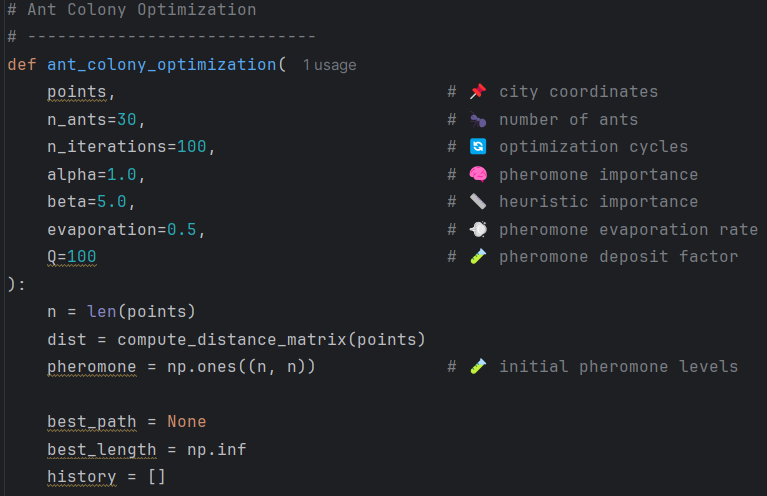 # Ant Colony Optimization
# -----------------------------
def ant_colony_optimization( 1 usage
points, # 📌 city coordinates
n_ants=30, # 🐜 number of ants
n_iterations=100, # 🔄 optimization cycles
alpha=1.0, # 🧠 pheromone importance
beta=5.0, # 📏 heuristic importance
evaporation=0.5, # 💨 pheromone evaporation rate
Q=100 # 🧪 pheromone deposit factor
):
n = len(points)
dist = compute_distance_matrix(points)
pheromone = np.ones((n, n)) # 🧪 initial pheromone levels
best_path = None
best_length = np.inf
history = []